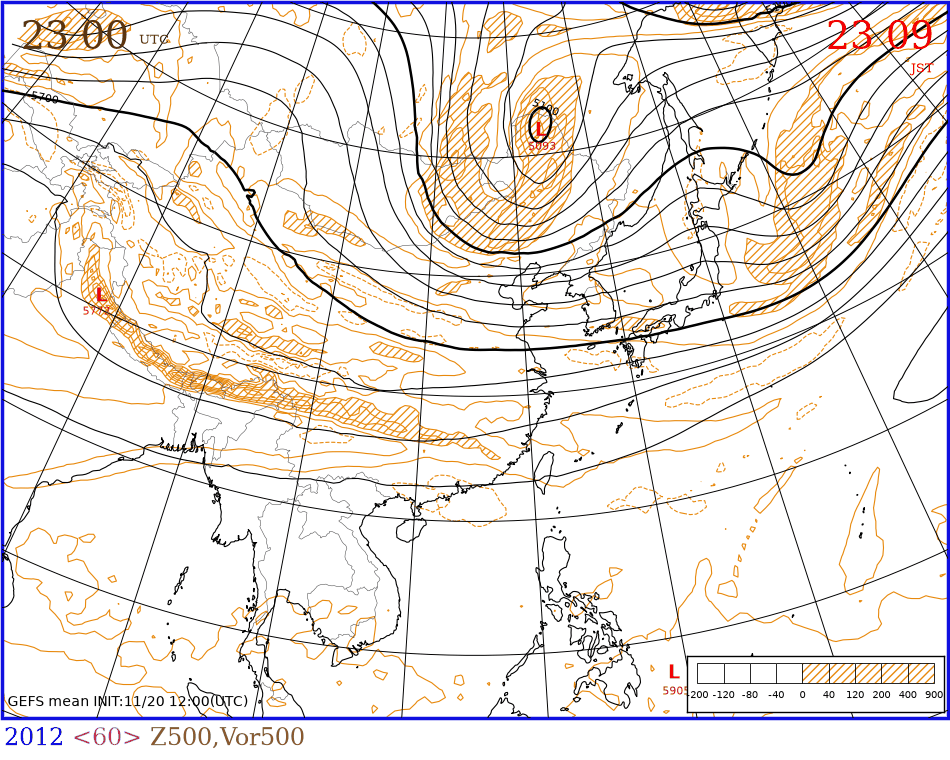 23 00 UTC
23 09
JST
5700
5100
L
5093
L
5772
L
5905
-200 -120 -80 -40 0 40 120 200 400 900
GEFS mean INIT:11/20 12:00(UTC)
2012 <60> Z500,Vor500